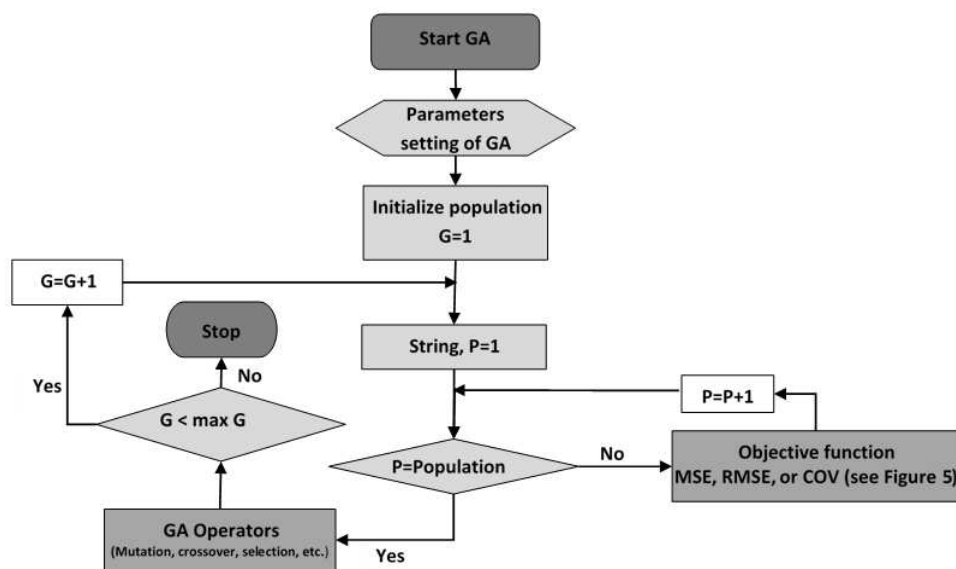 Start GA
Parameters
setting of GA
Initialize population
G=1
G=G+1
Stop
String, P=1
Yes
No
P=P+1
G < max G
P=Population
No
Objective function
MSE, RMSE, or COV (see Figure 5)
GA Operators
(Mutation, crossover, selection, etc.)
Yes